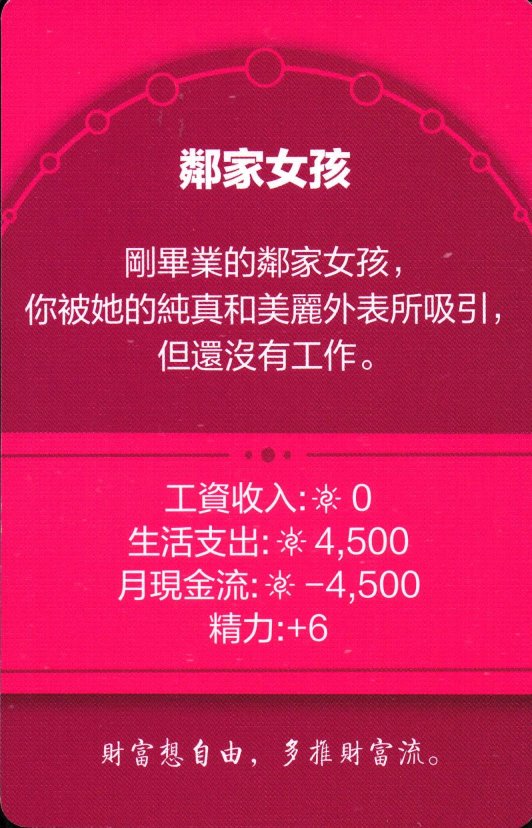 鄰家女孩
剛畢業的鄰家女孩，
你被她的純真和美麗外表所吸引，
但還沒有工作。
工資收入: 0
生活支出: 4,500
月現金流: -4,500
精力:+6
財富想自由，多推財富流。